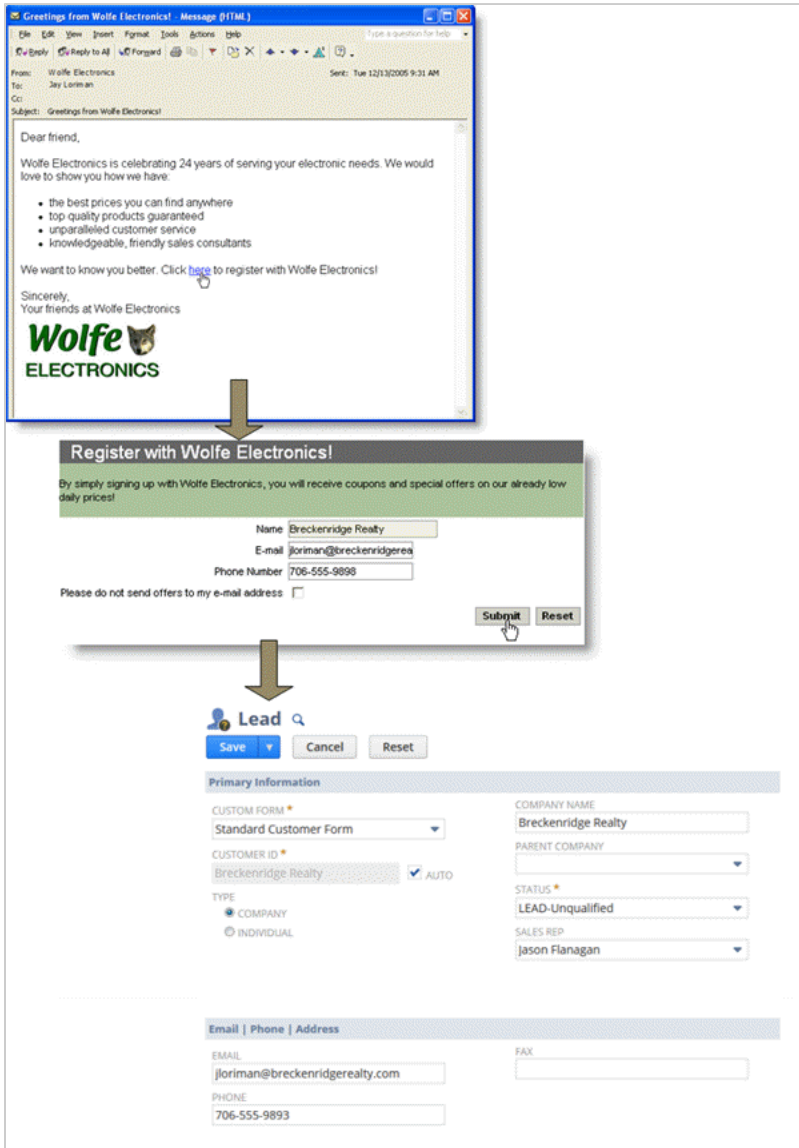 Greetings from Wolfe Electronics! - Message (HTML)
File Edit View Insert Format Tools Actions Help
Type a question for help
Reply Reply to All Forward
From: Wolfe Electronics
Sent: Tue 12/13/2005 9:31 AM
To: Jay Loriman
Cc:
Subject: Greetings from Wolfe Electronics!
Dear friend,
Wolfe Electronics is celebrating 24 years of serving your electronic needs. We would
love to show you how we have:
• the best prices you can find anywhere
• top quality products guaranteed
• unparalleled customer service
• knowledgeable, friendly sales consultants
We want to know you better. Click here to register with Wolfe Electronics!
Sincerely,
Your friends at Wolfe Electronics
Wolfe
ELECTRONICS
Register with Wolfe Electronics!
By simply signing up with Wolfe Electronics, you will receive coupons and special offers on our already low
daily prices!
Name Breckenridge Realty
E-mail jloriman@breckenridgerea
Phone Number 706-555-9898
Please do not send offers to my e-mail address
Submit Reset
Lead
Save Cancel Reset
Primary Information
CUSTOM FORM *
Standard Customer Form
CUSTOMER ID *
Breckenridge Realty
AUTO
TYPE
COMPANY
INDIVIDUAL
COMPANY NAME
Breckenridge Realty
PARENT COMPANY
STATUS *
LEAD-Unqualified
SALES REP
Jason Flanagan
Email | Phone | Address
EMAIL
jloriman@breckenridgerealty.com
PHONE
706-555-9893
FAX